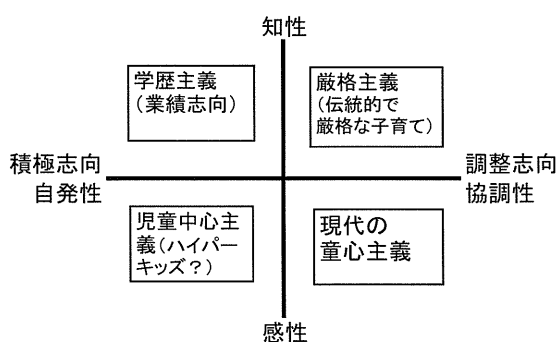 知性
学歴主義
（業績志向）
厳格主義
（伝統的で
厳格な子育て）
積極志向
自発性
調整志向
協調性
児童中心主
義（ハイパー
キッズ？）
現代の
童心主義
感性